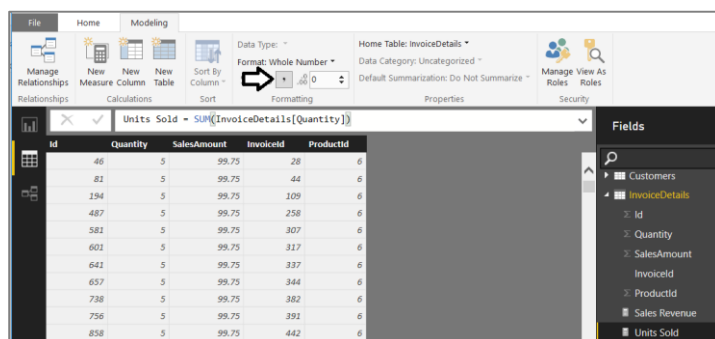 File Home Modeling
Data Type:
Home Table: InvoiceDetails
Format: Whole Number
Data Category: Uncategorized
, .00 0
Default Summarization: Do Not Summarize
Manage Relationships
New Measure
New Column
New Table
Sort By Column
Manage Roles
View As Roles
Relationships Calculations Sort Formatting Properties Security
Units Sold = SUM(InvoiceDetails[Quantity])
Id Quantity SalesAmount InvoiceId ProductId
46 5 99.75 28 6
81 5 99.75 44 6
194 5 99.75 109 6
487 5 99.75 258 6
581 5 99.75 307 6
601 5 99.75 317 6
641 5 99.75 337 6
657 5 99.75 344 6
738 5 99.75 382 6
756 5 99.75 391 6
858 5 99.75 442 6
Fields
Customers
InvoiceDetails
Σ Id
Σ Quantity
Σ SalesAmount
InvoiceId
Σ ProductId
Sales Revenue
Units Sold